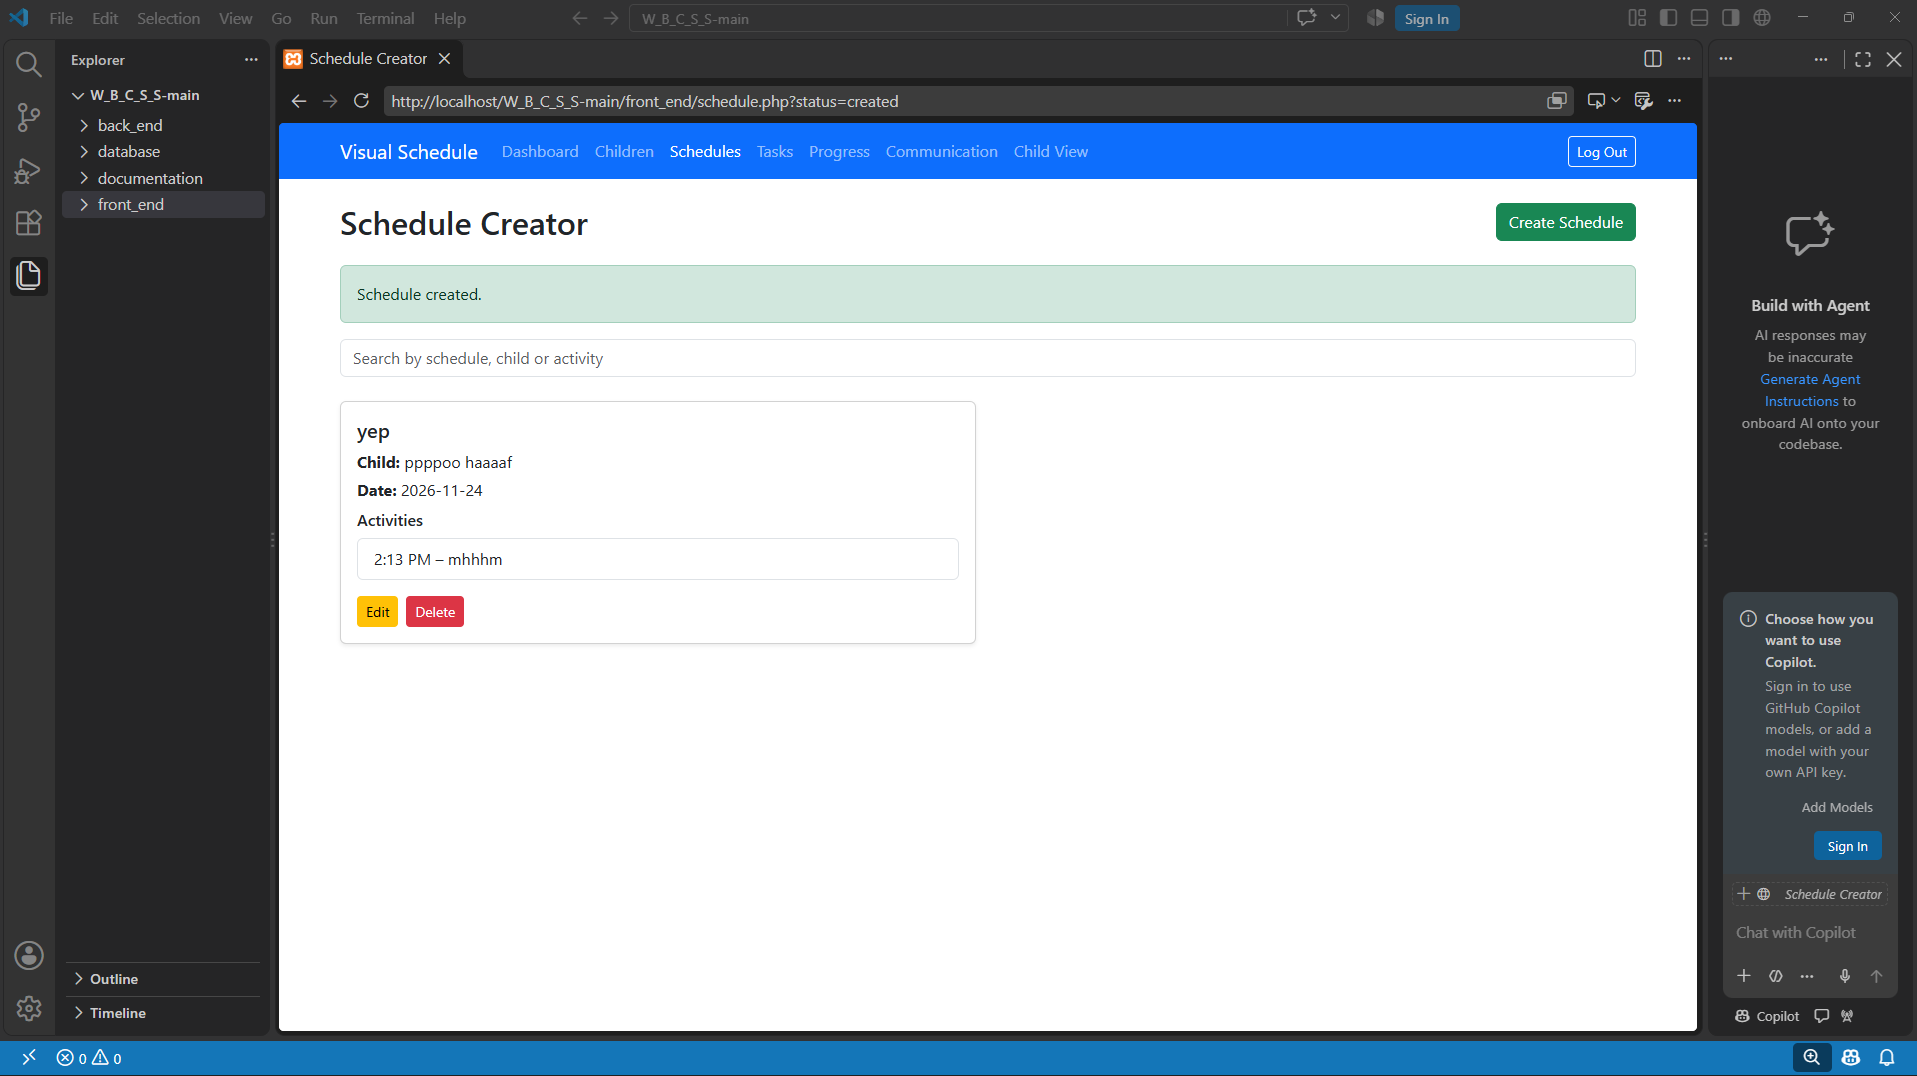 File Edit Selection View Go Run Terminal Help
W_B_C_S_S-main
Sign In
Explorer
W_B_C_S_S-main
back_end
database
documentation
front_end
Outline
Timeline
Schedule Creator
http://localhost/W_B_C_S_S-main/front_end/schedule.php?status=created
Visual Schedule Dashboard Children Schedules Tasks Progress Communication Child View Log Out
Schedule Creator
Create Schedule
Schedule created.
Search by schedule, child or activity
yep
Child: ppppoo haaaaf
Date: 2026-11-24
Activities
2:13 PM – mhhhm
Edit Delete
Build with Agent
AI responses may
be inaccurate
Generate Agent
Instructions to
onboard AI onto your
codebase.
Choose how you
want to use
Copilot.
Sign in to use
GitHub Copilot
models, or add a
model with your
own API key.
Add Models
Sign In
Schedule Creator
Chat with Copilot
Copilot
0 0